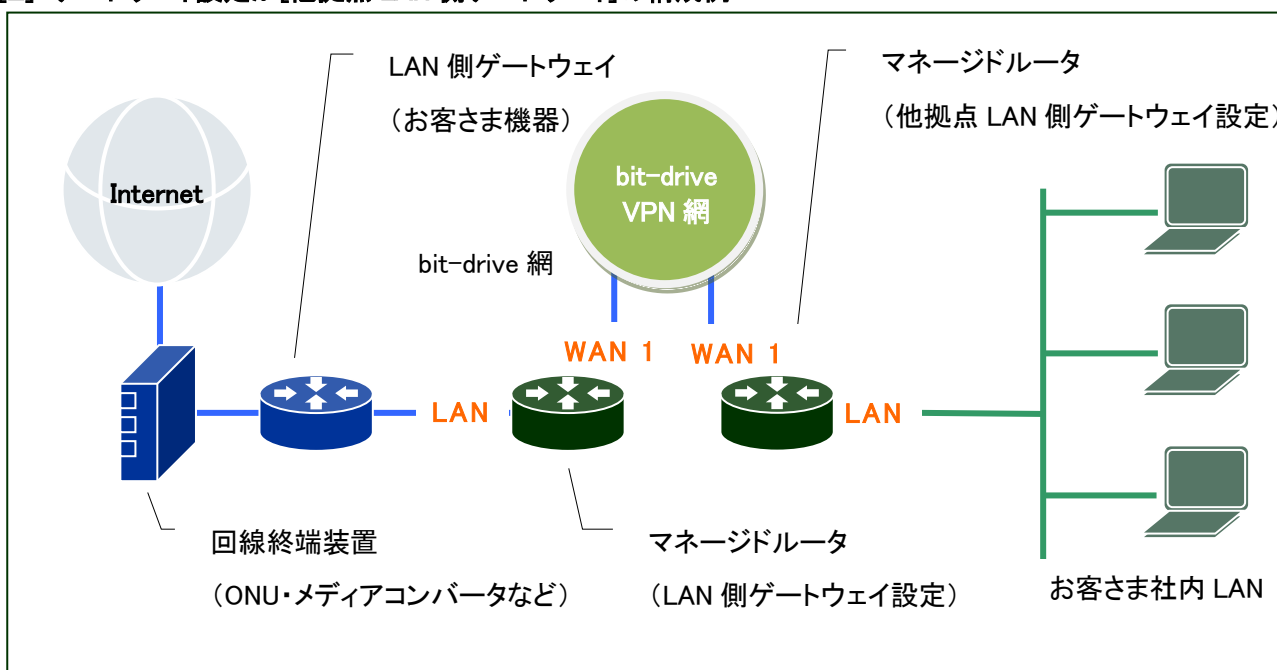 LAN 側ゲートウェイ
（お客さま機器）
マネージドルータ
（他拠点 LAN 側ゲートウェイ設定）
Internet
bit-drive
VPN 網
bit-drive 網
WAN 1
WAN 1
LAN
LAN
回線終端装置
（ONU・メディアコンバータなど）
マネージドルータ
（LAN 側ゲートウェイ設定）
お客さま社内 LAN